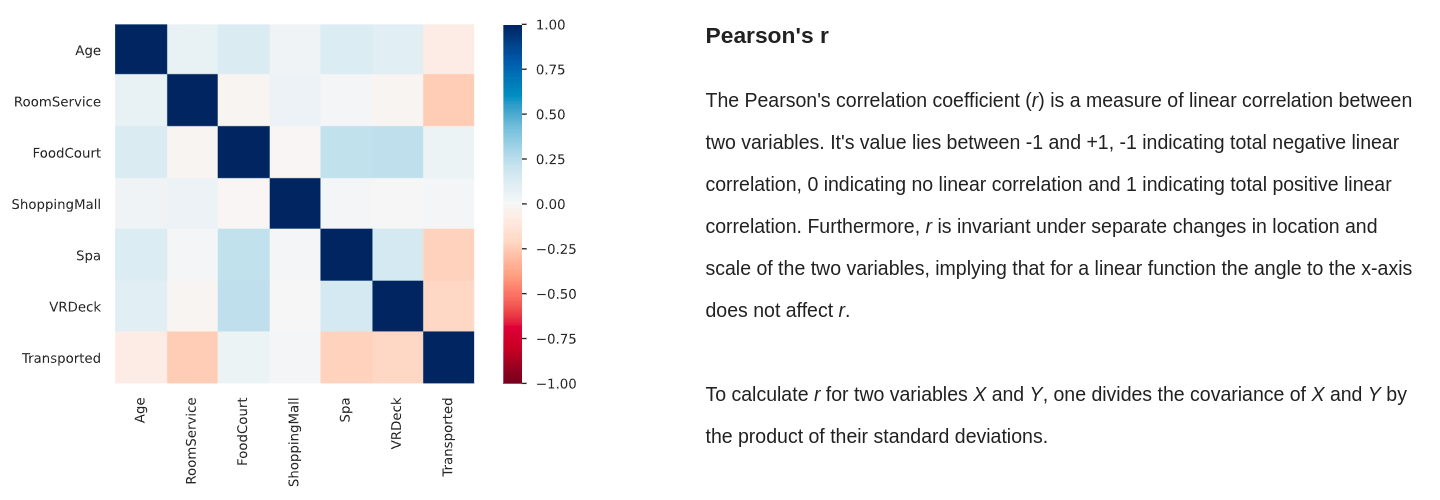 Age
RoomService
FoodCourt
ShoppingMall
Spa
VRDeck
Transported
Age
RoomService
FoodCourt
ShoppingMall
Spa
VRDeck
Transported
1.00
0.75
0.50
0.25
0.00
−0.25
−0.50
−0.75
−1.00
Pearson's r
The Pearson's correlation coefficient (r) is a measure of linear correlation between
two variables. It's value lies between -1 and +1, -1 indicating total negative linear
correlation, 0 indicating no linear correlation and 1 indicating total positive linear
correlation. Furthermore, r is invariant under separate changes in location and
scale of the two variables, implying that for a linear function the angle to the x-axis
does not affect r.
To calculate r for two variables X and Y, one divides the covariance of X and Y by
the product of their standard deviations.